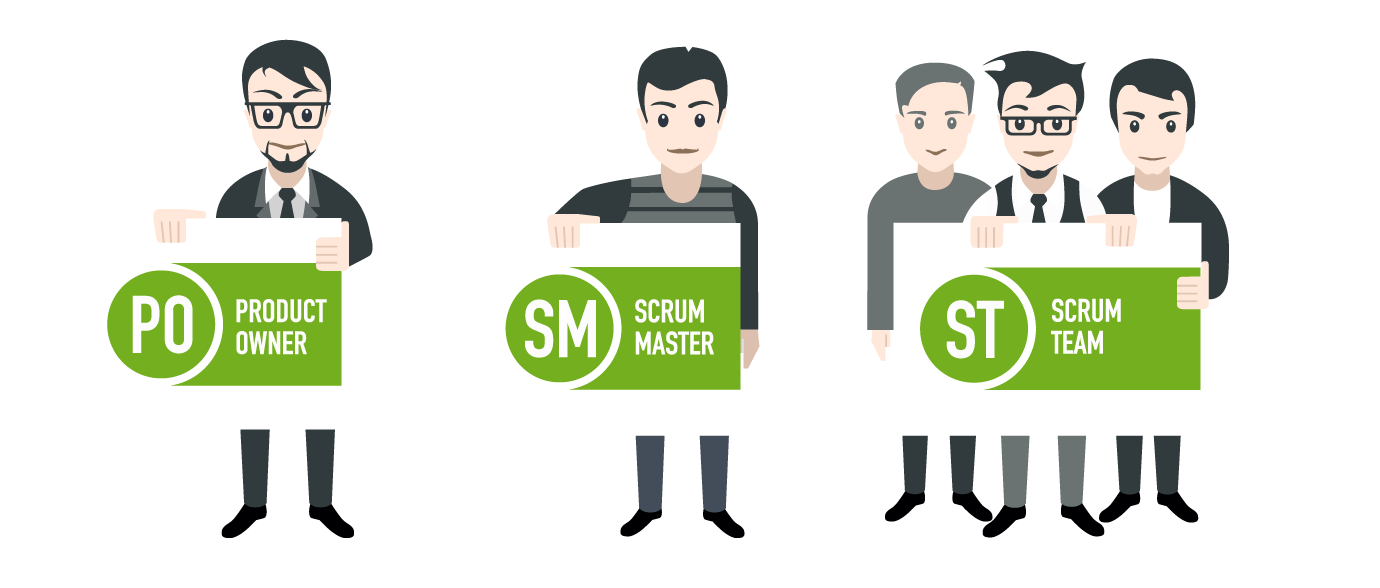 PO
PRODUCT
OWNER
SM
SCRUM
MASTER
ST
SCRUM
TEAM